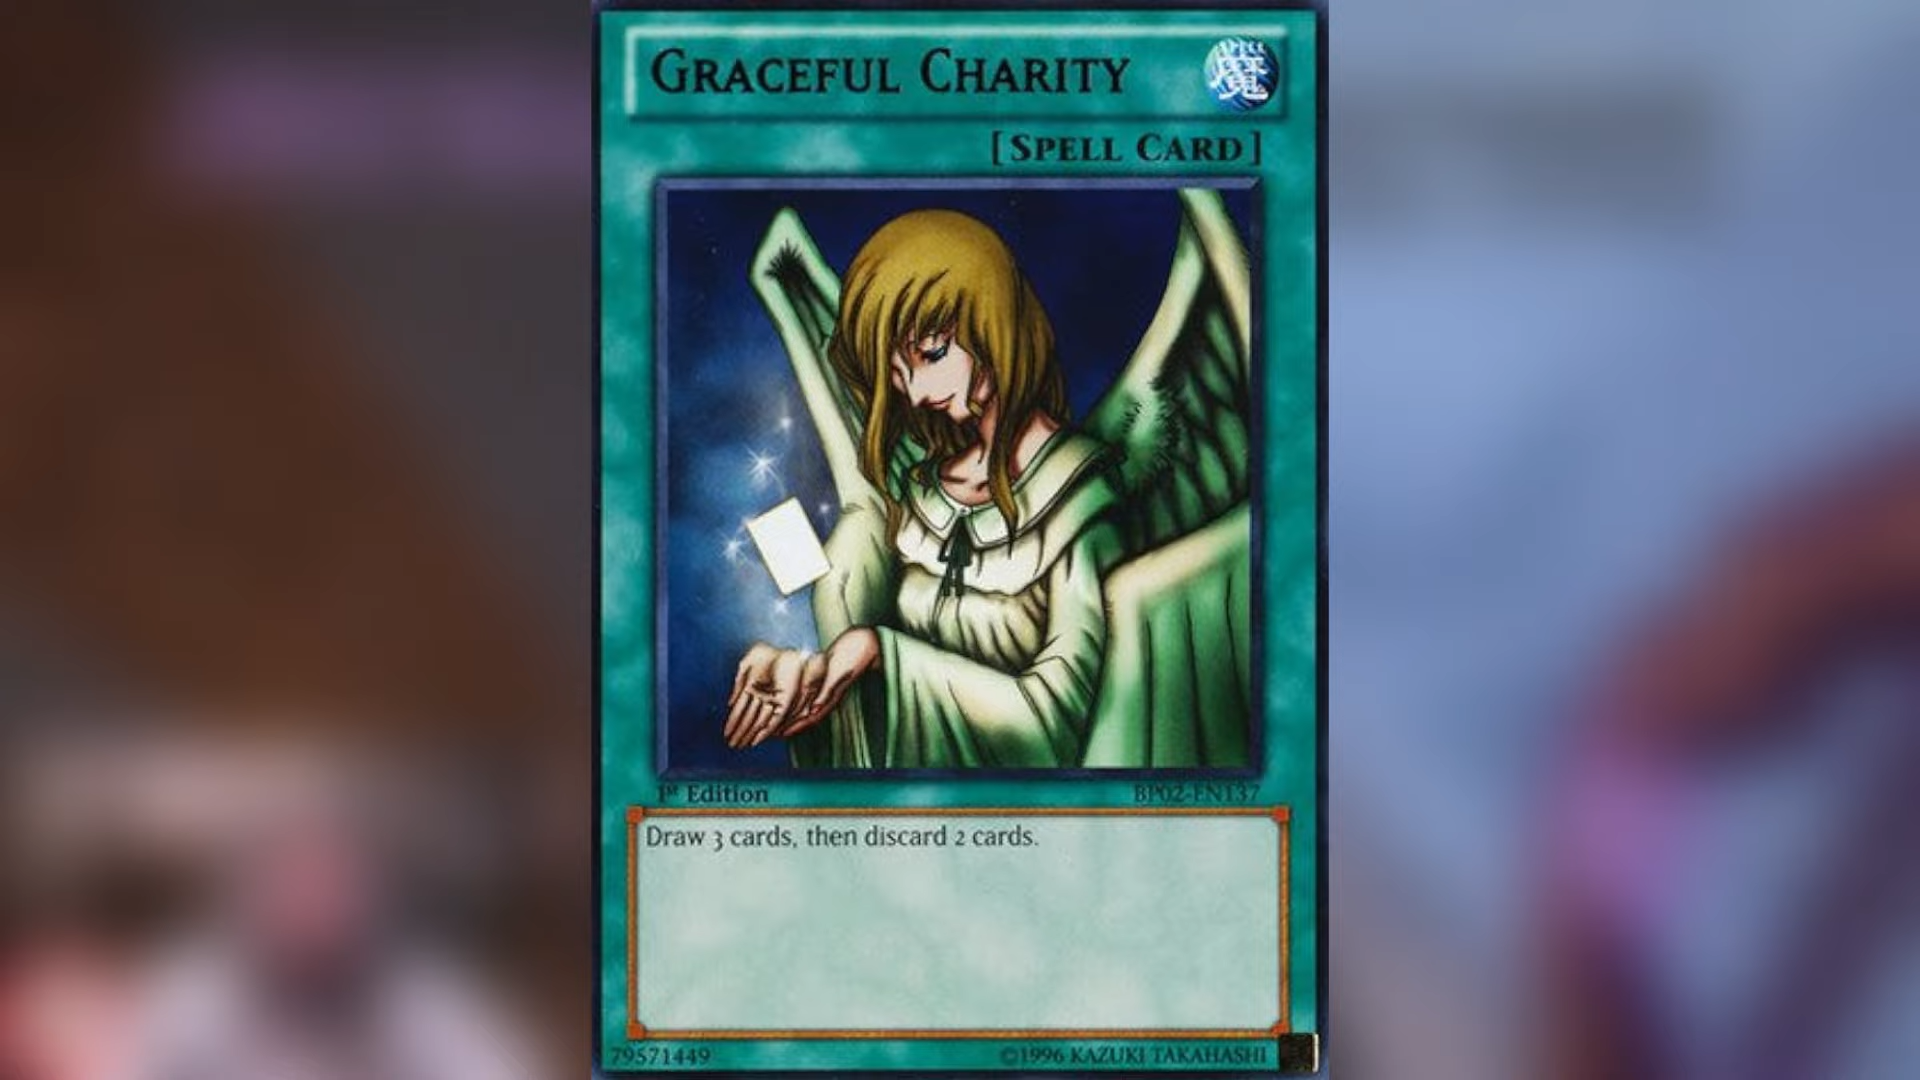 GRACEFUL CHARITY
魔
[SPELL CARD]
1st Edition
BP02-EN137
Draw 3 cards, then discard 2 cards.
79571449
©1996 KAZUKI TAKAHASHI